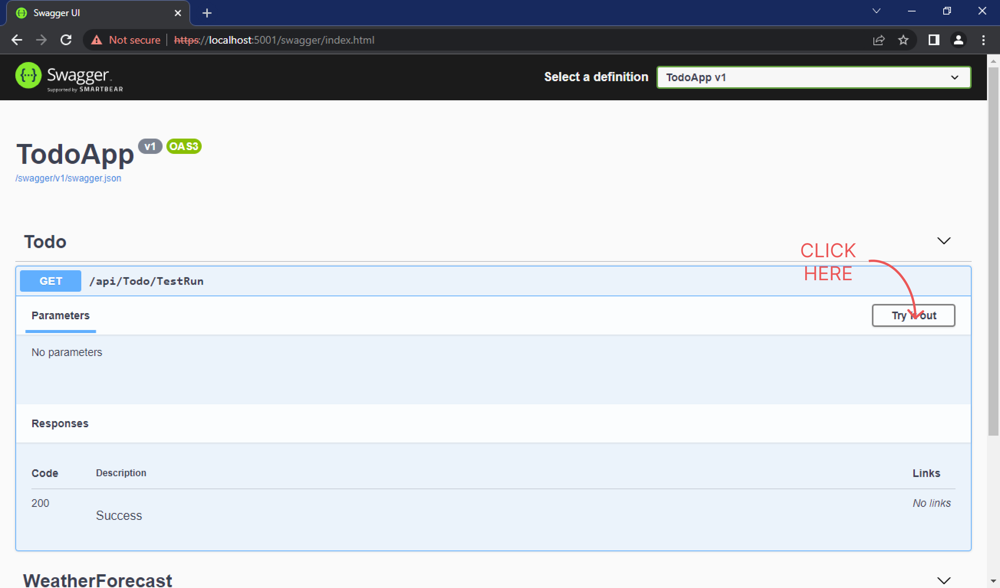 Swagger UI
Not secure https://localhost:5001/swagger/index.html
Swagger
Supported by SMARTBEAR
Select a definition
TodoApp v1
TodoApp v1 OAS3
/swagger/v1/swagger.json
Todo
CLICK
HERE
GET /api/Todo/TestRun
Parameters
Try it out
No parameters
Responses
Code Description Links
200 No links
Success
WeatherForecast